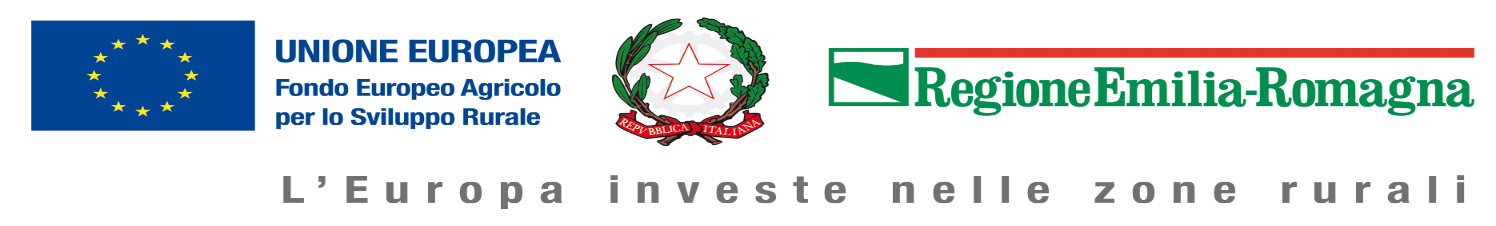 UNIONE EUROPEA
Fondo Europeo Agricolo
per lo Sviluppo Rurale
REPVBBLICA ITALIANA
RegioneEmilia-Romagna
L'Europa investe nelle zone rurali